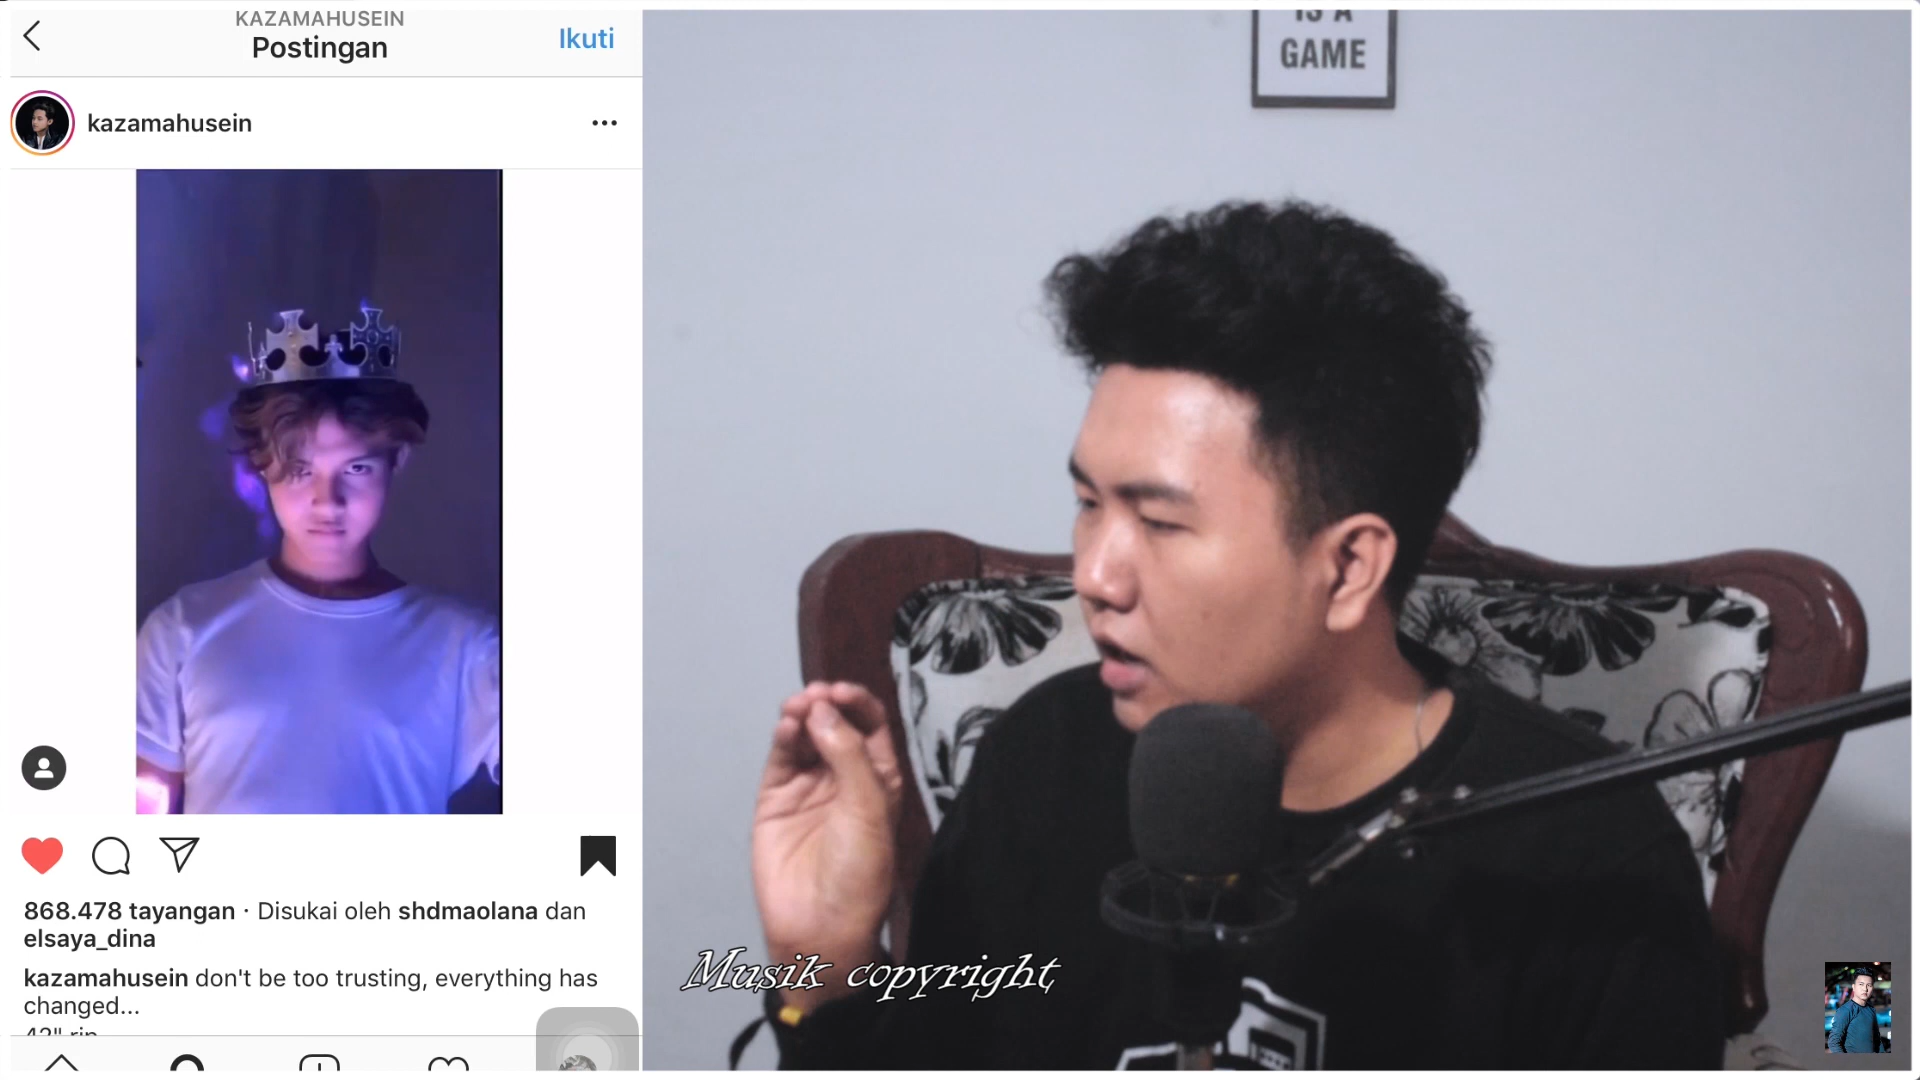 KAZAMAHUSEIN
Postingan
Ikuti
kazamahusein
868.478 tayangan · Disukai oleh shdmaolana dan
elsaya_dina
kazamahusein don't be too trusting, everything has
changed...
IS A
GAME
Musik copyright